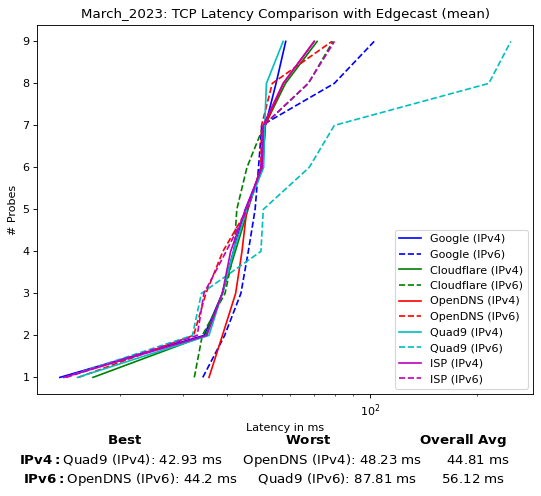 March_2023: TCP Latency Comparison with Edgecast (mean)
9
8
7
6
5
4
3
2
1
# Probes
Google (IPv4)
Google (IPv6)
Cloudflare (IPv4)
Cloudflare (IPv6)
OpenDNS (IPv4)
OpenDNS (IPv6)
Quad9 (IPv4)
Quad9 (IPv6)
ISP (IPv4)
ISP (IPv6)
10²
Latency in ms
Best Worst Overall Avg
IPv4: Quad9 (IPv4): 42.93 ms OpenDNS (IPv4): 48.23 ms 44.81 ms
IPv6: OpenDNS (IPv6): 44.2 ms Quad9 (IPv6): 87.81 ms 56.12 ms